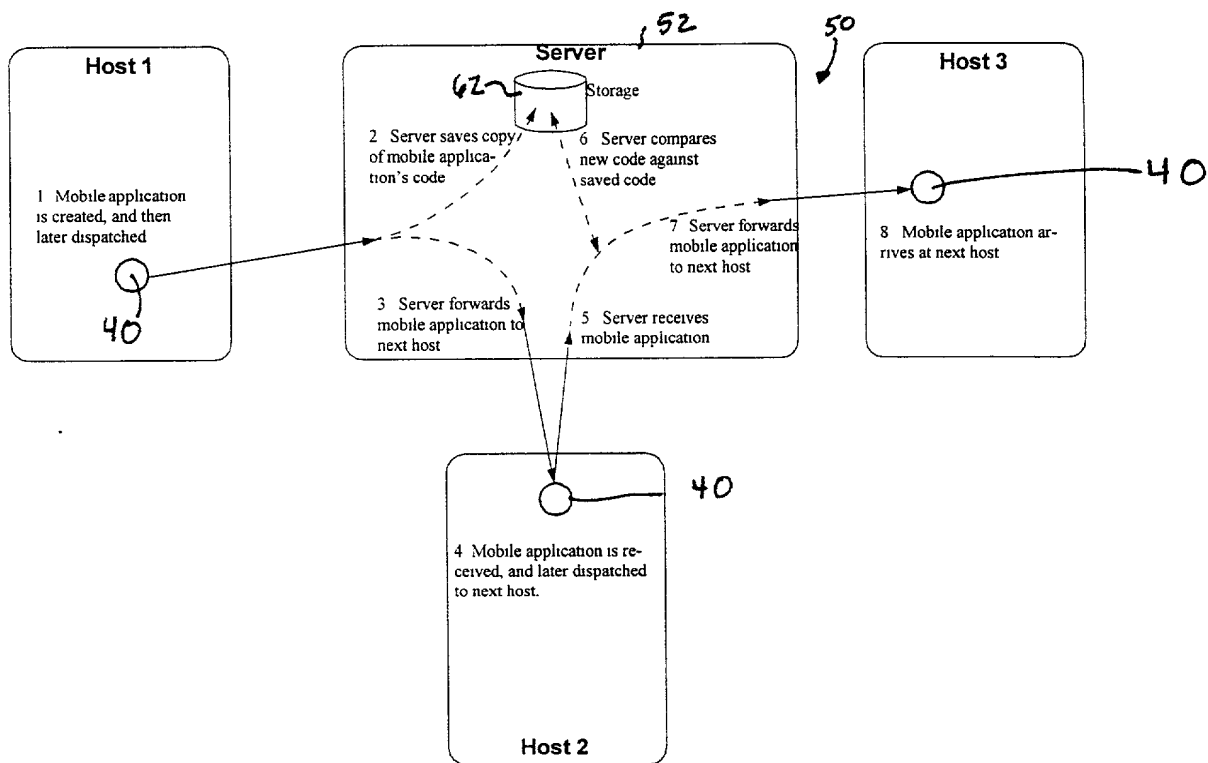 Host 1
1 Mobile application
is created, and then
later dispatched
40
Server
52
62
Storage
2 Server saves copy
of mobile applica-
tion's code
6 Server compares
new code against
saved code
3 Server forwards
mobile application to
next host
5 Server receives
mobile application
7 Server forwards
mobile application
to next host
50
Host 3
40
8 Mobile application ar-
rives at next host
40
4 Mobile application is re-
ceived, and later dispatched
to next host.
Host 2